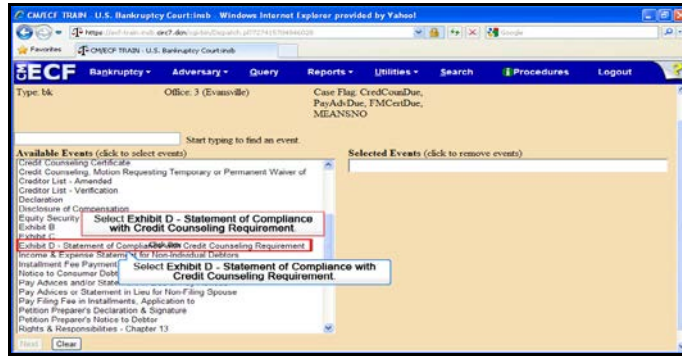 CM/ECF TRAIN - U.S. Bankruptcy Court:insb - Windows Internet Explorer provided by Yahoo!
Google
Favorites CM/ECF TRAIN - U.S. Bankruptcy Court:innb
ECF Bankruptcy Adversary Query Reports Utilities Search Procedures Logout
Type: bk Office: 3 (Evansville) Case Flag: CredCounDue,
PayAdvDue, FMCertDue,
MEANSNO
Start typing to find an event.
Available Events (click to select events) Selected Events (click to remove events)
Credit Counseling Certificate
Credit Counseling, Motion Requesting Temporary or Permanent Waiver of
Creditor List - Amended
Creditor List - Verification
Declaration
Disclosure of Compensation
Equity Security
Select Exhibit D - Statement of Compliance
with Credit Counseling Requirement.
Exhibit B
Exhibit C
Exhibit D - Statement of Compliance with Credit Counseling Requirement
Income & Expense Statement for Non-Individual Debtors
Installment Fee Payment
Select Exhibit D - Statement of Compliance with
Credit Counseling Requirement.
Notice to Consumer Debt
Pay Advices and/or State
Pay Advices or Statement in Lieu for Non-Filing Spouse
Pay Filing Fee in Installments, Application to
Petition Preparer's Declaration & Signature
Petition Preparer's Notice to Debtor
Rights & Responsibilities - Chapter 13
Next Clear